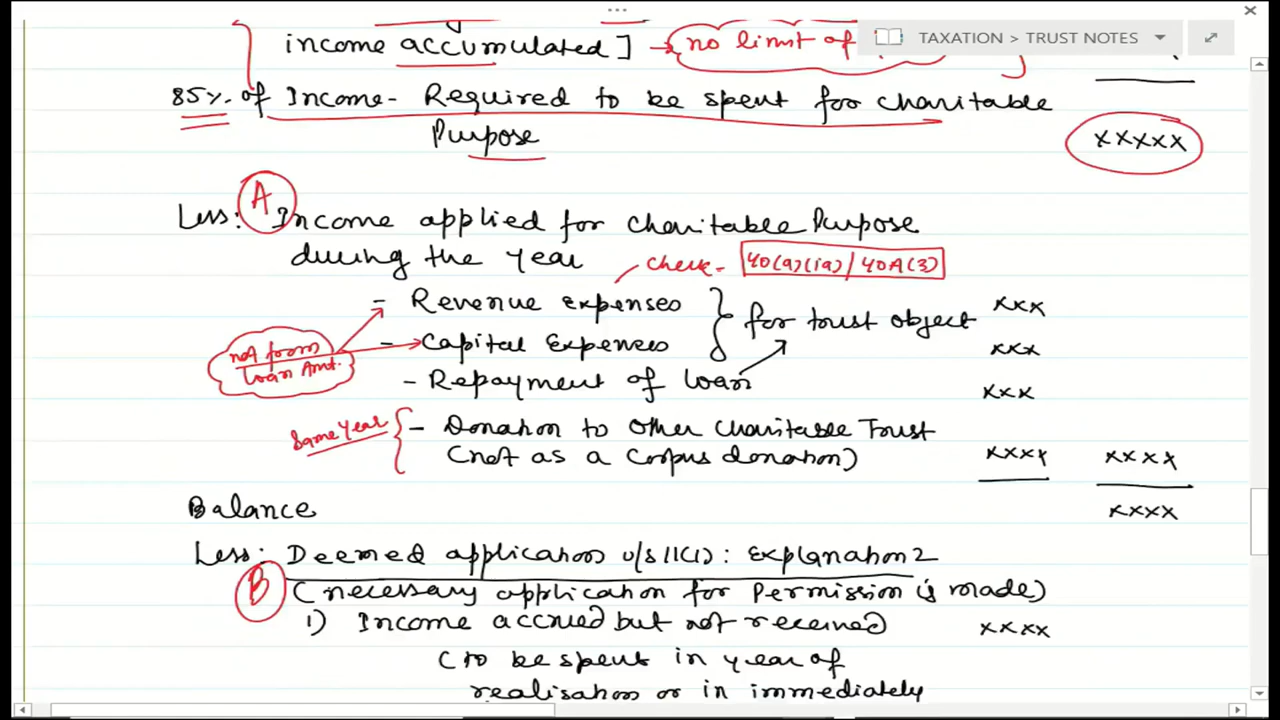 income accumulated ] → no limit of
TAXATION > TRUST NOTES
85% of Income - Required to be spent for charitable
Purpose
xxxxx
A
Less: Income applied for charitable Purpose
during the year
check - 40(a)(ia) / 40A(3)
- Revenue expenses } for trust object xxx
- Capital Expenses xxx
not from
loan Amt.
- Repayment of loan xxx
Same Year { - Donation to Other Charitable Trust
(not as a Corpus donation) xxxx xxxx
Balance xxxx
Less: Deemed application u/s 11(1): Explanation 2
B (necessary application for Permission is made)
1) Income accrued but not received xxxx
(to be spent in year of
realisation or in immediately